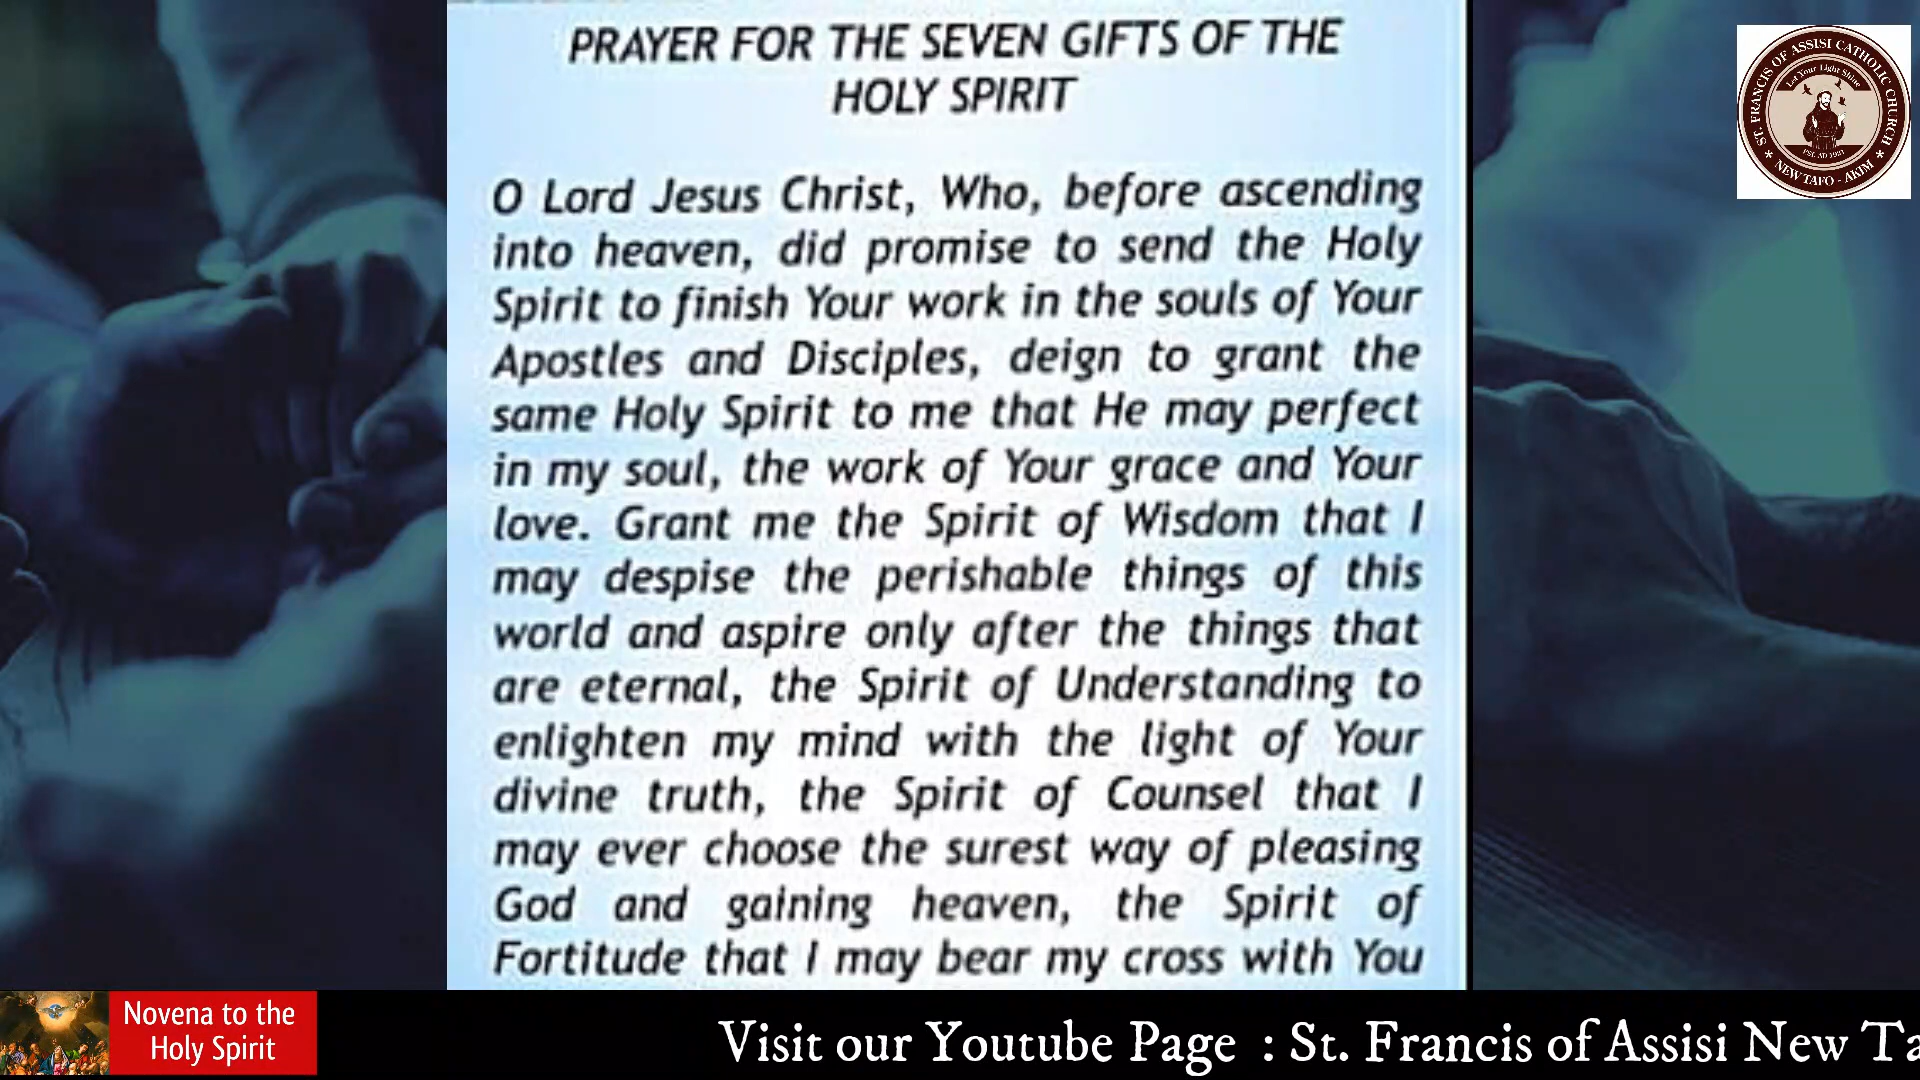 PRAYER FOR THE SEVEN GIFTS OF THE
HOLY SPIRIT
O Lord Jesus Christ, Who, before ascending
into heaven, did promise to send the Holy
Spirit to finish Your work in the souls of Your
Apostles and Disciples, deign to grant the
same Holy Spirit to me that He may perfect
in my soul, the work of Your grace and Your
love. Grant me the Spirit of Wisdom that I
may despise the perishable things of this
world and aspire only after the things that
are eternal, the Spirit of Understanding to
enlighten my mind with the light of Your
divine truth, the Spirit of Counsel that I
may ever choose the surest way of pleasing
God and gaining heaven, the Spirit of
Fortitude that I may bear my cross with You
ST. FRANCIS OF ASSISI CATHOLIC CHURCH
Let Your Light Shine
* NEW TAFO - AKIM *
Novena to the
Holy Spirit
Visit our Youtube Page : St. Francis of Assisi New Ta